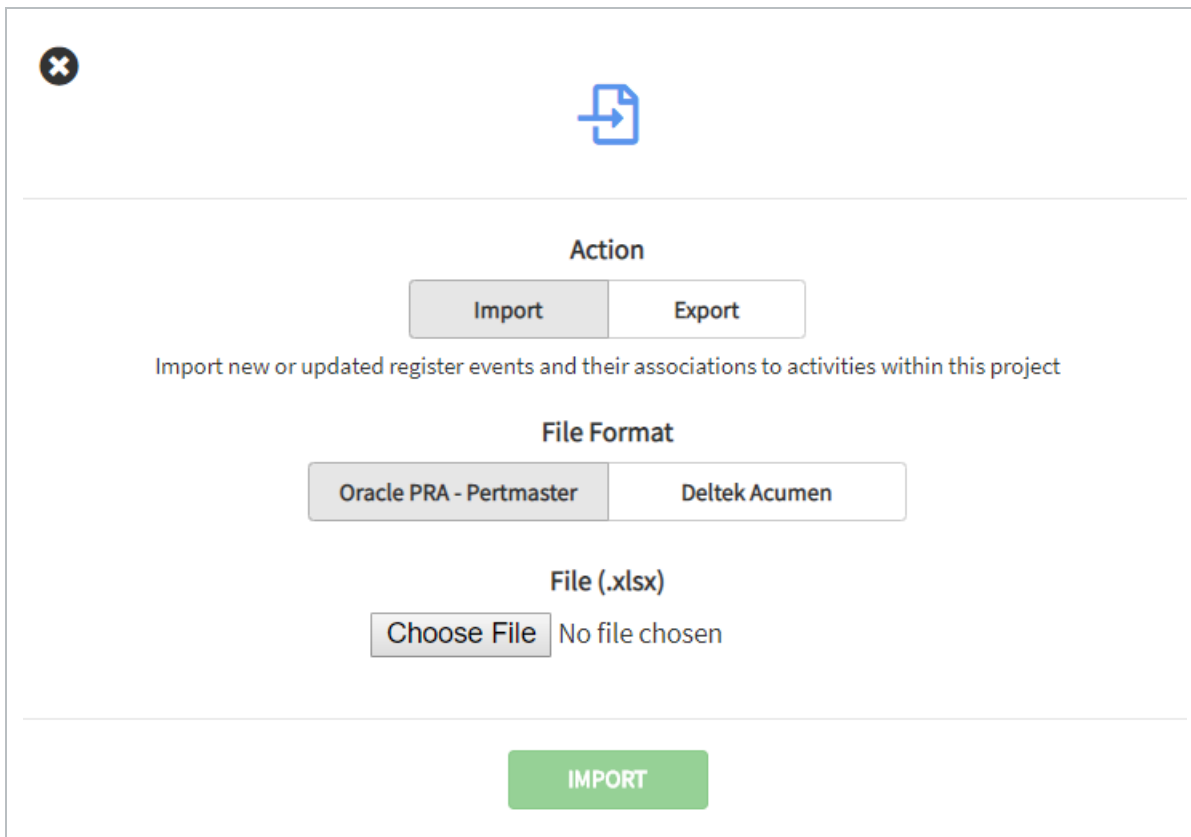 Action
Import Export
Import new or updated register events and their associations to activities within this project
File Format
Oracle PRA - Pertmaster Deltek Acumen
File (.xlsx)
Choose File No file chosen
IMPORT